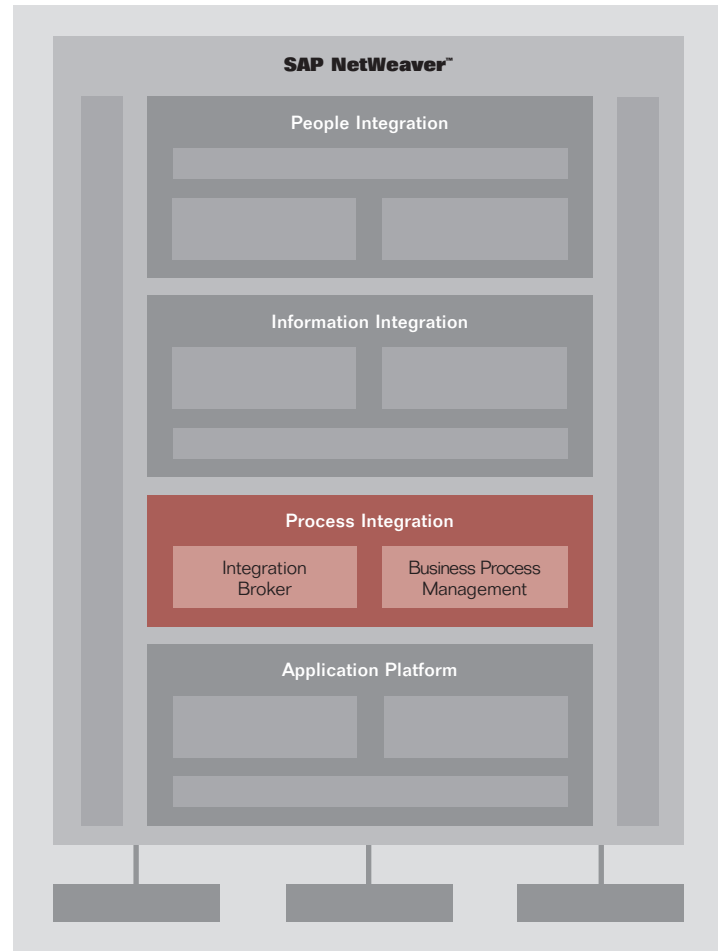 SAP NetWeaver™
People Integration
Information Integration
Process Integration
Integration
Broker
Business Process
Management
Application Platform